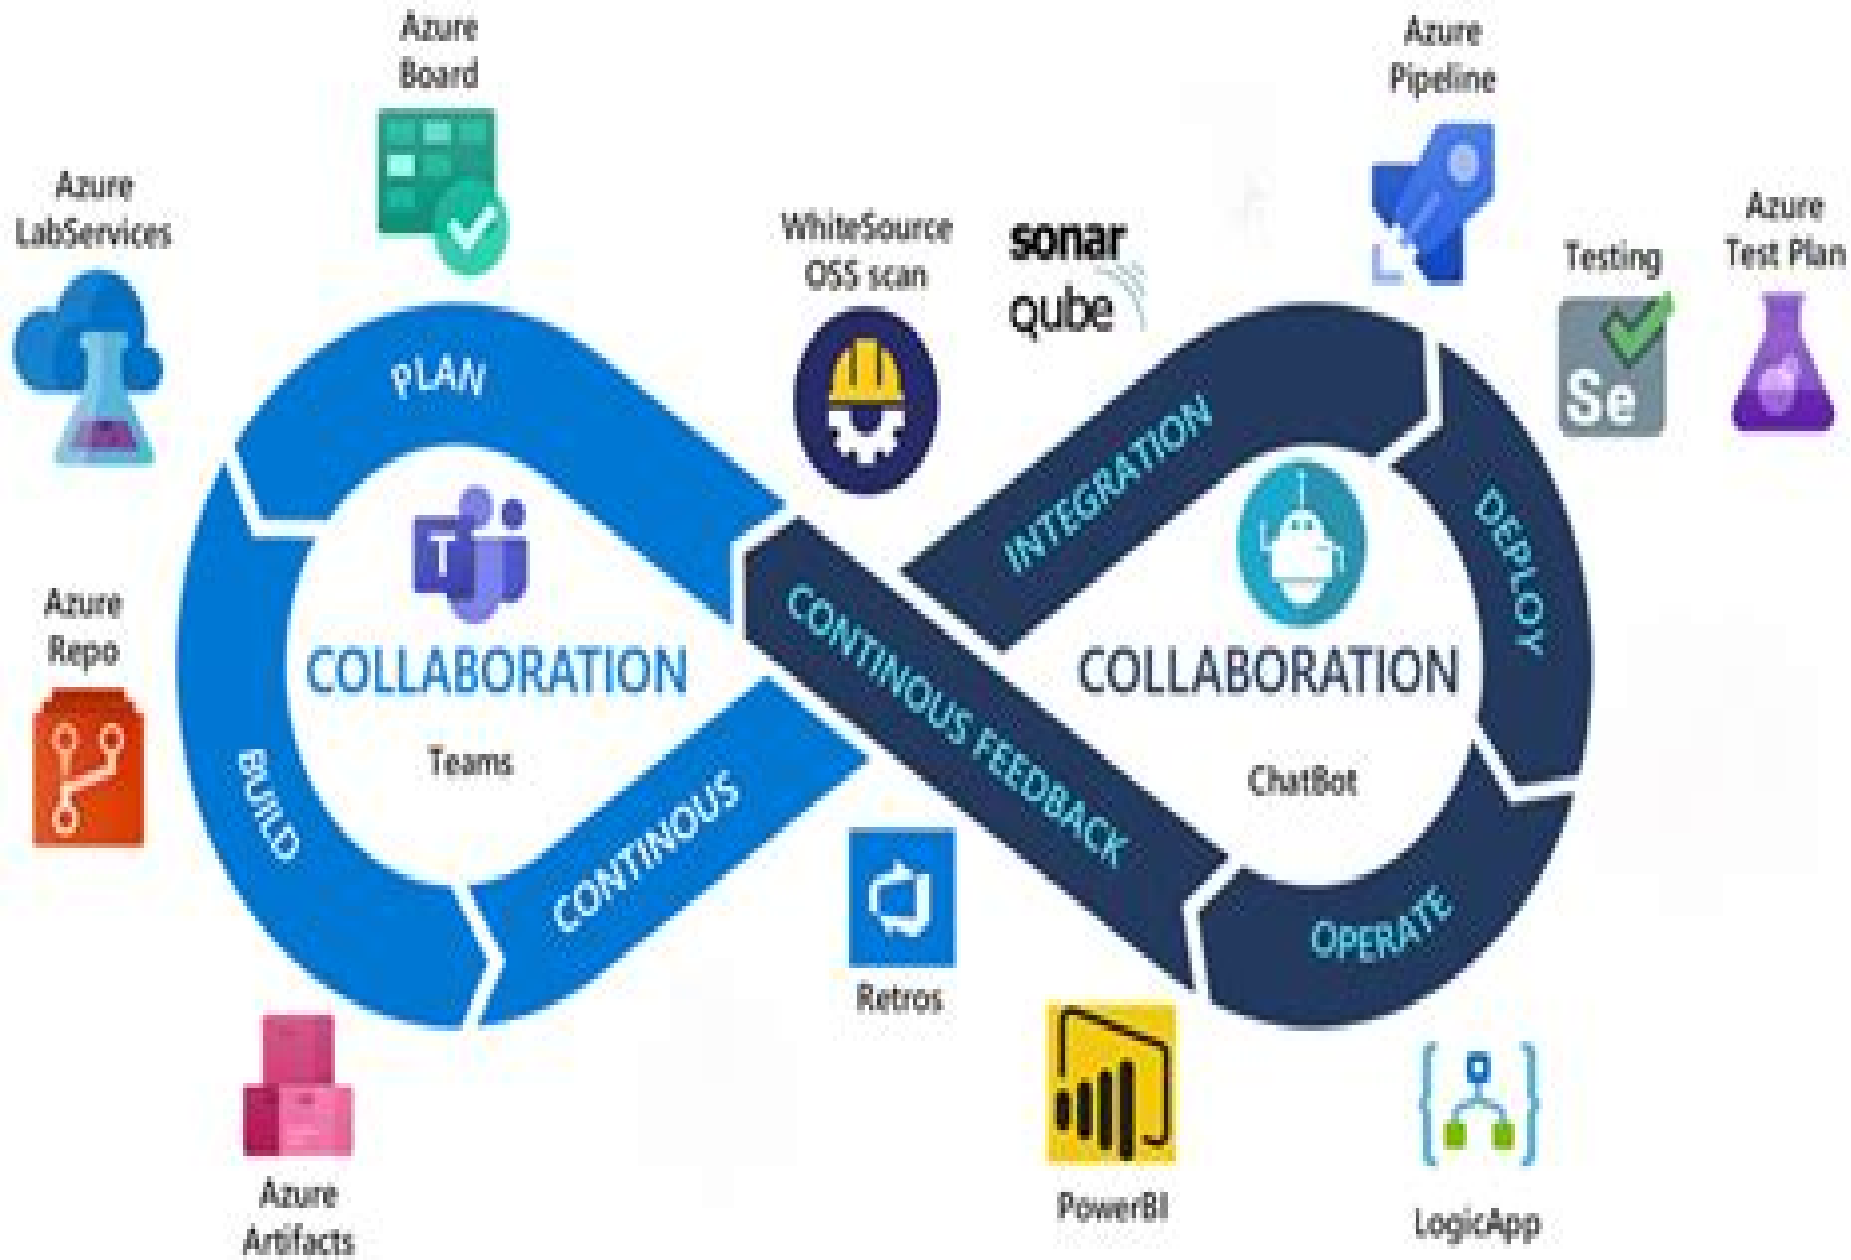 Azure
Board
Azure
Pipeline
Azure
LabServices
Azure
Test Plan
WhiteSource
OSS scan
sonar
qube
Testing
Se
PLAN
INTEGRATION
DEPLOY
T
Azure
Repo
COLLABORATION
Teams
CONTINOUS FEEDBACK
COLLABORATION
ChatBot
BUILD
CONTINOUS
OPERATE
Retros
Azure
Artifacts
PowerBI
LogicApp